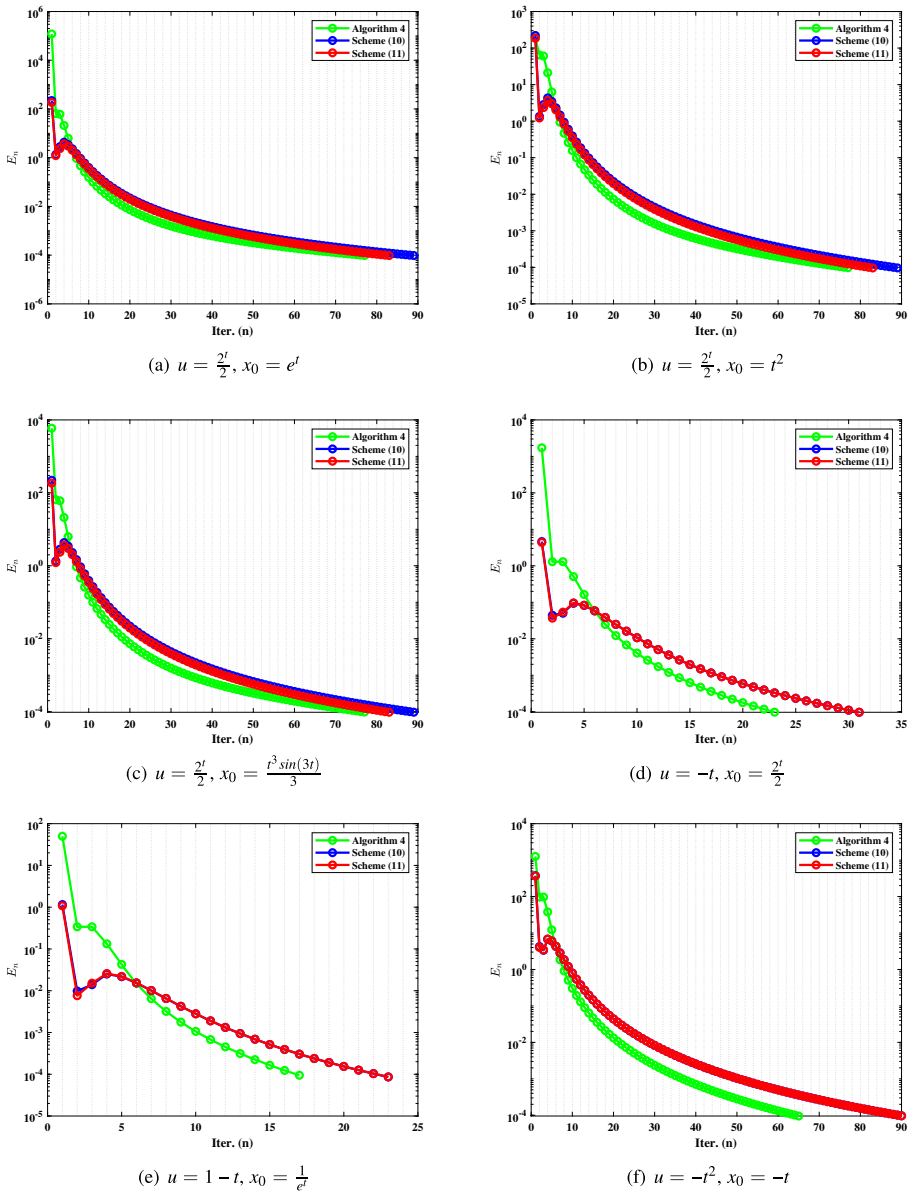 10^6
10^4
10^2
10^0
10^-2
10^-4
10^-6
E_n
0 10 20 30 40 50 60 70 80 90
Iter. (n)
Algorithm 4
Scheme (10)
Scheme (11)
(a) u = 2^t/2, x_0 = e^t
10^3
10^2
10^1
10^0
10^-1
10^-2
10^-3
10^-4
10^-5
E_n
0 10 20 30 40 50 60 70 80 90
Iter. (n)
Algorithm 4
Scheme (10)
Scheme (11)
(b) u = 2^t/2, x_0 = t^2
10^4
10^2
10^0
10^-2
10^-4
E_n
0 10 20 30 40 50 60 70 80 90
Iter. (n)
Algorithm 4
Scheme (10)
Scheme (11)
(c) u = 2^t/2, x_0 = t^3 sin(3t)/3
10^4
10^2
10^0
10^-2
10^-4
E_n
0 5 10 15 20 25 30 35
Iter. (n)
Algorithm 4
Scheme (10)
Scheme (11)
(d) u = −t, x_0 = 2^t/2
10^2
10^1
10^0
10^-1
10^-2
10^-3
10^-4
10^-5
E_n
0 5 10 15 20 25
Iter. (n)
Algorithm 4
Scheme (10)
Scheme (11)
(e) u = 1 − t, x_0 = 1/e^t
10^4
10^2
10^0
10^-2
10^-4
E_n
0 10 20 30 40 50 60 70 80 90
Iter. (n)
Algorithm 4
Scheme (10)
Scheme (11)
(f) u = −t^2, x_0 = −t